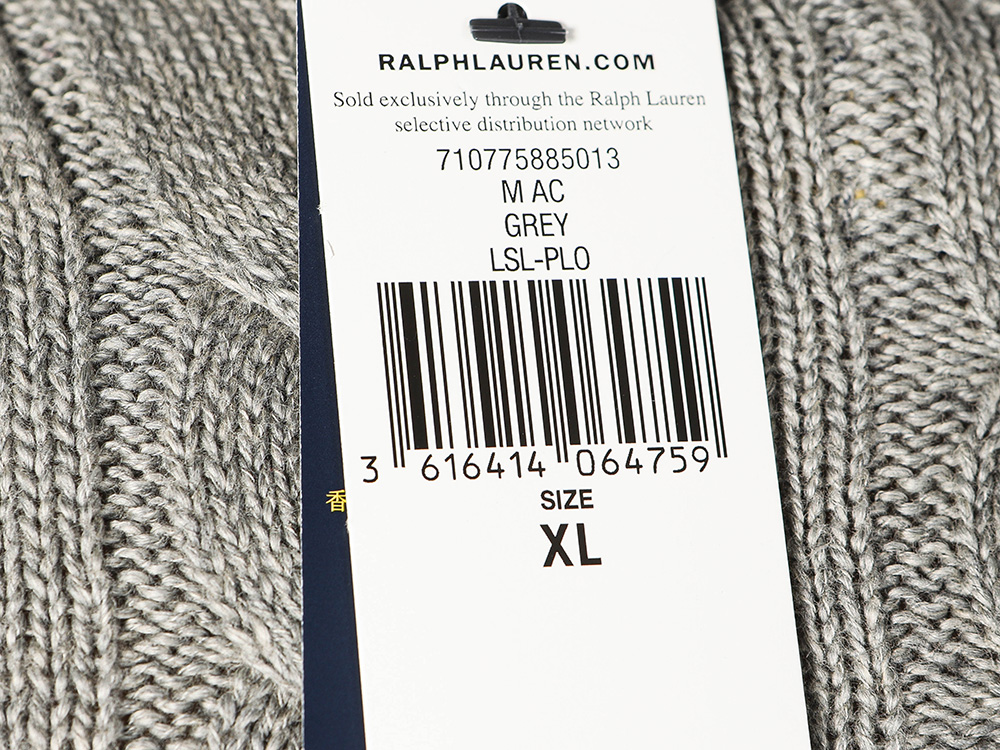 RALPHLAUREN.COM
Sold exclusively through the Ralph Lauren
selective distribution network
710775885013
M AC
GREY
LSL-PLO
3 616414 064759
SIZE
XL
香